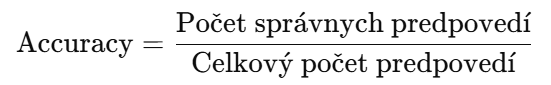 Accuracy = Počet správnych predpovedí
Celkový počet predpovedí